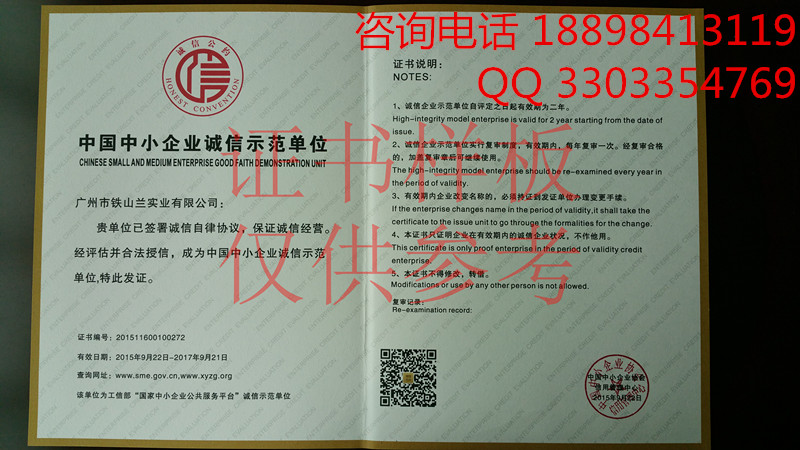 咨询电话 18898413119
QQ 3303354769
诚信公约
信
HONEST CONVENTION
中国中小企业诚信示范单位
CHINESE SMALL AND MEDIUM ENTERPRISE GOOD FAITH DEMONSTRATION UNIT
广州市铁山兰实业有限公司：
贵单位已签署诚信自律协议，保证诚信经营。
经评估并合法授信，成为中国中小企业诚信示范
单位，特此发证。
证书编号：201511600100272
有效日期：2015年9月22日-2017年9月21日
查询网址：www.sme.gov.cn,www.xyzg.org
该单位为工信部“国家中小企业公共服务平台”诚信示范单位
证书样板
仅供参考
证书说明：
NOTES:
1、诚信企业示范单位自评定之日起有效期为二年。
High-integrity model enterprise is valid for 2 year starting from the date of
issue.
2、诚信企业示范单位实行复审制度，有效期内，每年复审一次。经复审合格
的，加盖复审章后可继续使用。
The high-integrity model enterprise should be re-examined every year in
the period of validity.
3、有效期内企业改变名称的，必须持证到发证单位办理变更手续。
If the enterprise changes name in the period of validity,it shall take the
certificate to the issue unit to go through the formalities for the change.
4、本证书只证明企业在有效期内的诚信企业状况，不作他用。
This certificate is only proof enterprise in the validity period of validity credit
enterprise.
5、本证书不得修改，转借。
Modifications or use by any other person is not allowed.
复审记录：
Re-examination record:
中国中小企业协会
信用管理中心
2015年9月22日